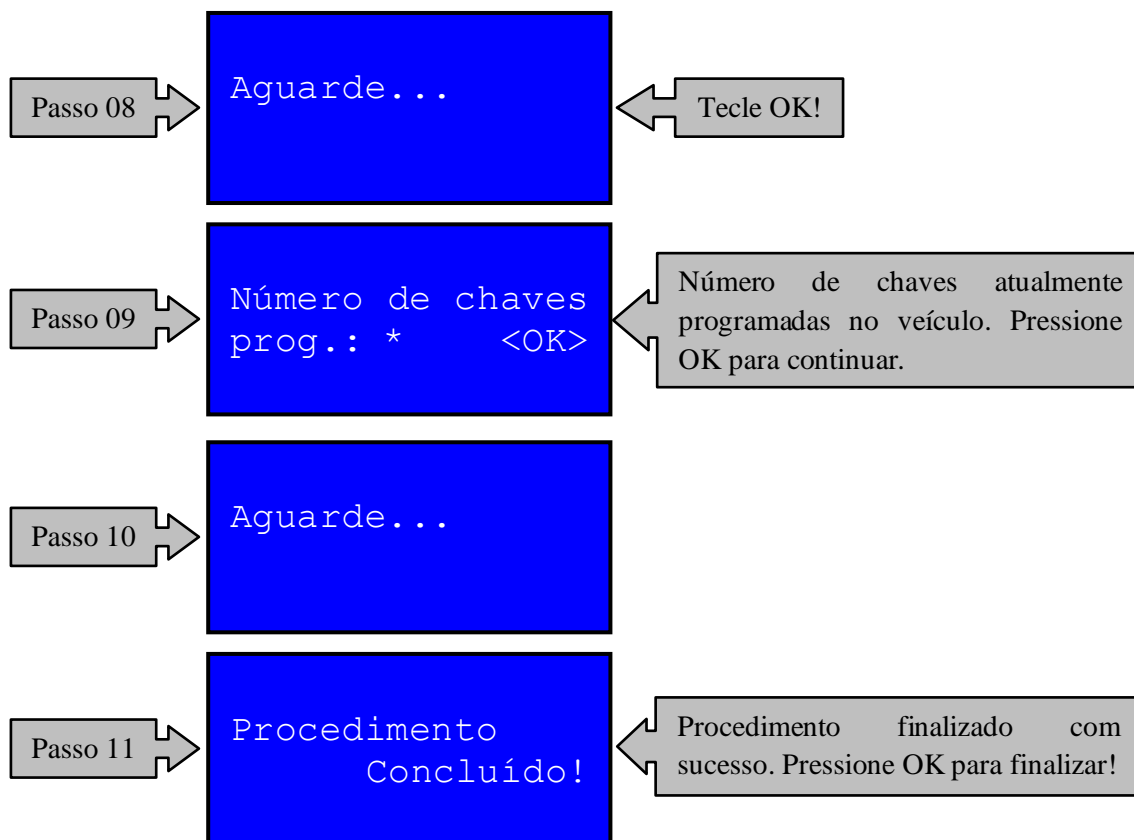 Passo 08
Aguarde...
Tecle OK!
Passo 09
Número de chaves
prog.: * <OK>
Número de chaves atualmente
programadas no veículo. Pressione
OK para continuar.
Passo 10
Aguarde...
Passo 11
Procedimento
Concluído!
Procedimento finalizado com
sucesso. Pressione OK para finalizar!